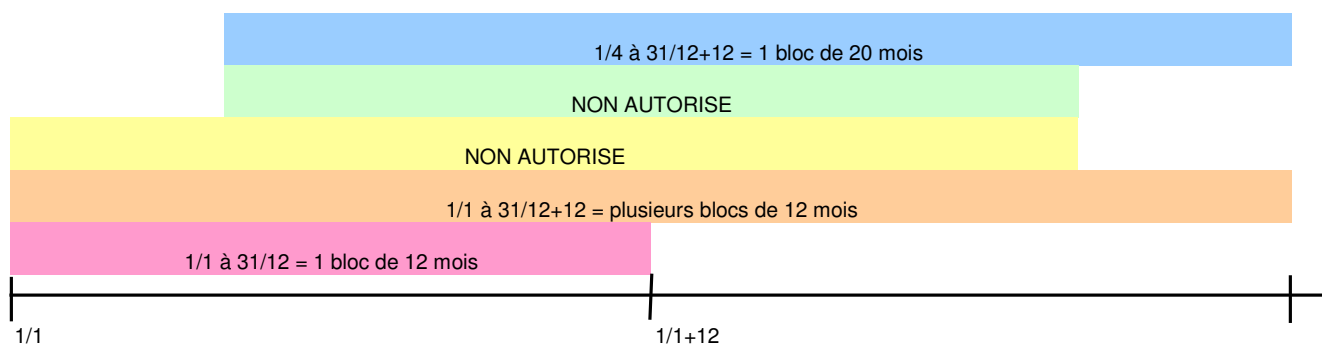 1/4 à 31/12+12 = 1 bloc de 20 mois
NON AUTORISE
NON AUTORISE
1/1 à 31/12+12 = plusieurs blocs de 12 mois
1/1 à 31/12 = 1 bloc de 12 mois
1/1
1/1+12